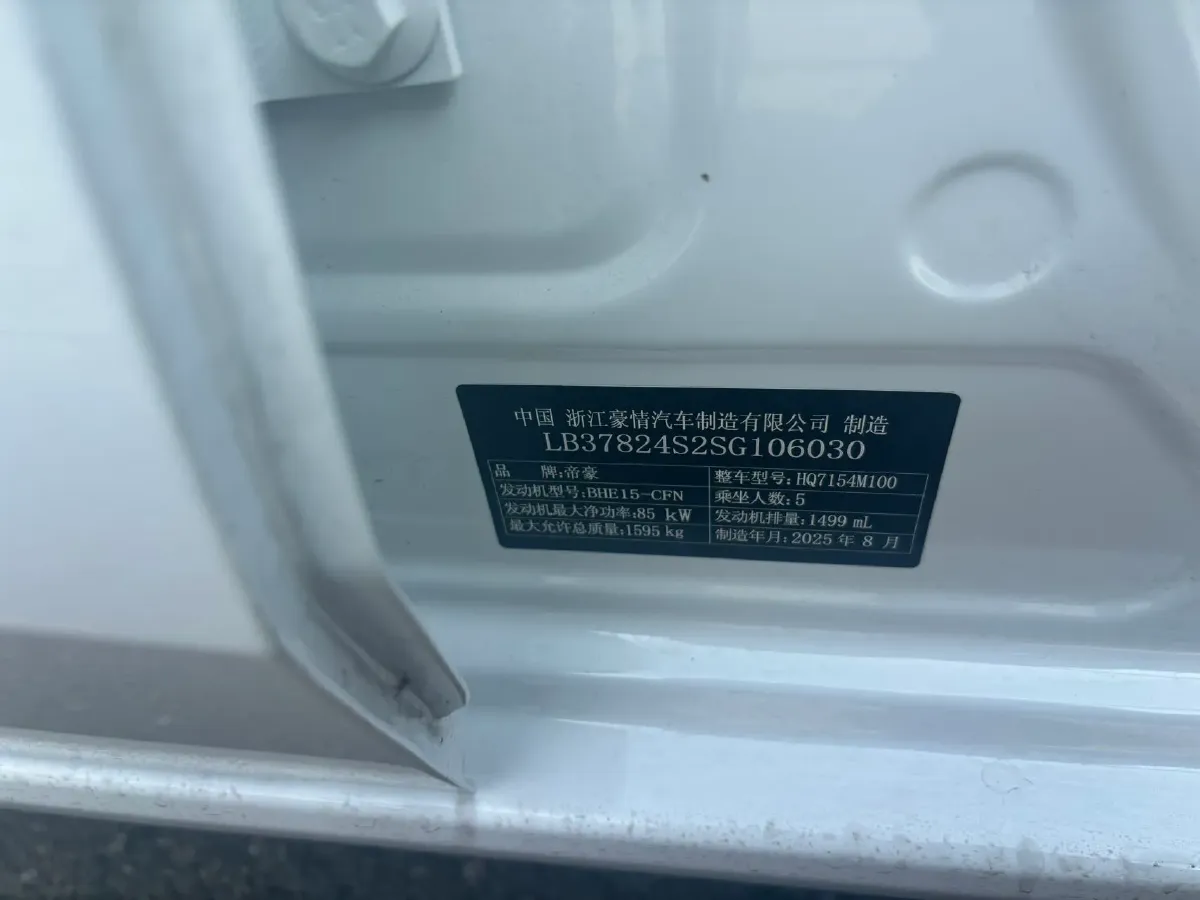 中国 浙江豪情汽车制造有限公司 制造
LB37824S2SG106030
品 牌:帝豪 整车型号:HQ7154M100
发动机型号:BHE15-CFN 乘坐人数:5
发动机最大净功率:85 kW 发动机排量:1499 mL
最大允许总质量:1595 kg 制造年月:2025 年 8 月